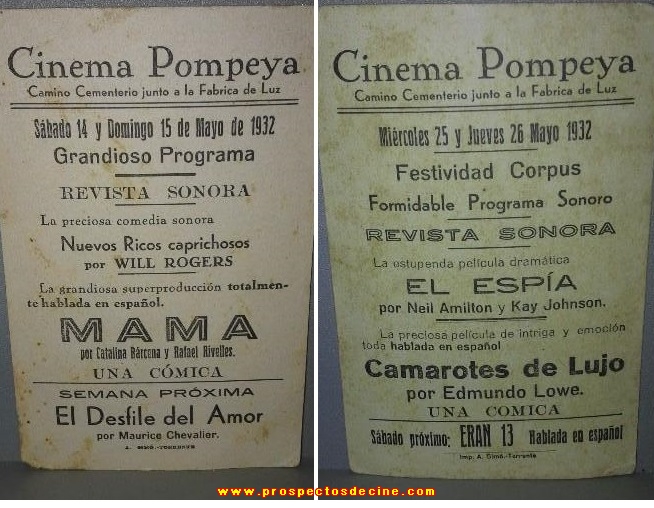 Cinema Pompeya
Camino Cementerio junto a la Fabrica de Luz
Sábado 14 y Domingo 15 de Mayo de 1932
Grandioso Programa
REVISTA SONORA
La preciosa comedia sonora
Nuevos Ricos caprichosos
por WILL ROGERS
La grandiosa superproducción totalmen-
te hablada en español.
MAMA
por Catalina Bárcena y Rafael Rivelles.
UNA CÓMICA
SEMANA PRÓXIMA
El Desfile del Amor
por Maurice Chevalier.
A. SIMÓ.-TORRENTE
Cinema Pompeya
Camino Cementerio junto a la Fabrica de Luz
Miércoles 25 y Jueves 26 Mayo 1932
Festividad Corpus
Formidable Programa Sonoro
REVISTA SONORA
La estupenda película dramática
EL ESPÍA
por Neil Amilton y Kay Johnson.
La preciosa película de intriga y emoción
toda hablada en español
Camarotes de Lujo
por Edmundo Lowe.
UNA COMICA
Sábado próximo: ERAN 13 Hablada en español
Imp. A. Simó.-Torrente
www.prospectosdecine.com